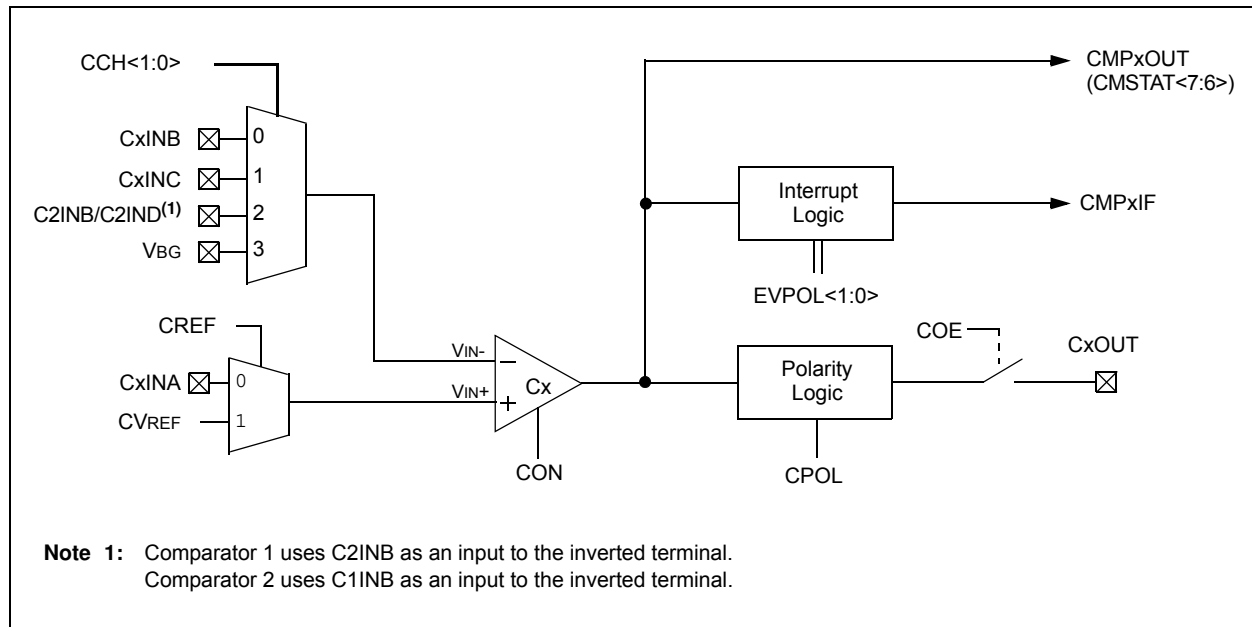 CCH<1:0>
CxINB
0
CxINC
1
C2INB/C2IND(1)
2
VBG
3
CREF
CxINA
0
CVREF
1
VIN-
VIN+
−
+
Cx
CON
CMPxOUT
(CMSTAT<7:6>)
Interrupt
Logic
CMPxIF
EVPOL<1:0>
COE
CxOUT
Polarity
Logic
CPOL
Note 1: Comparator 1 uses C2INB as an input to the inverted terminal.
Comparator 2 uses C1INB as an input to the inverted terminal.